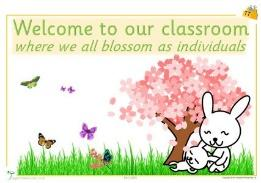 Welcome to our classroom
where we all blossom as individuals